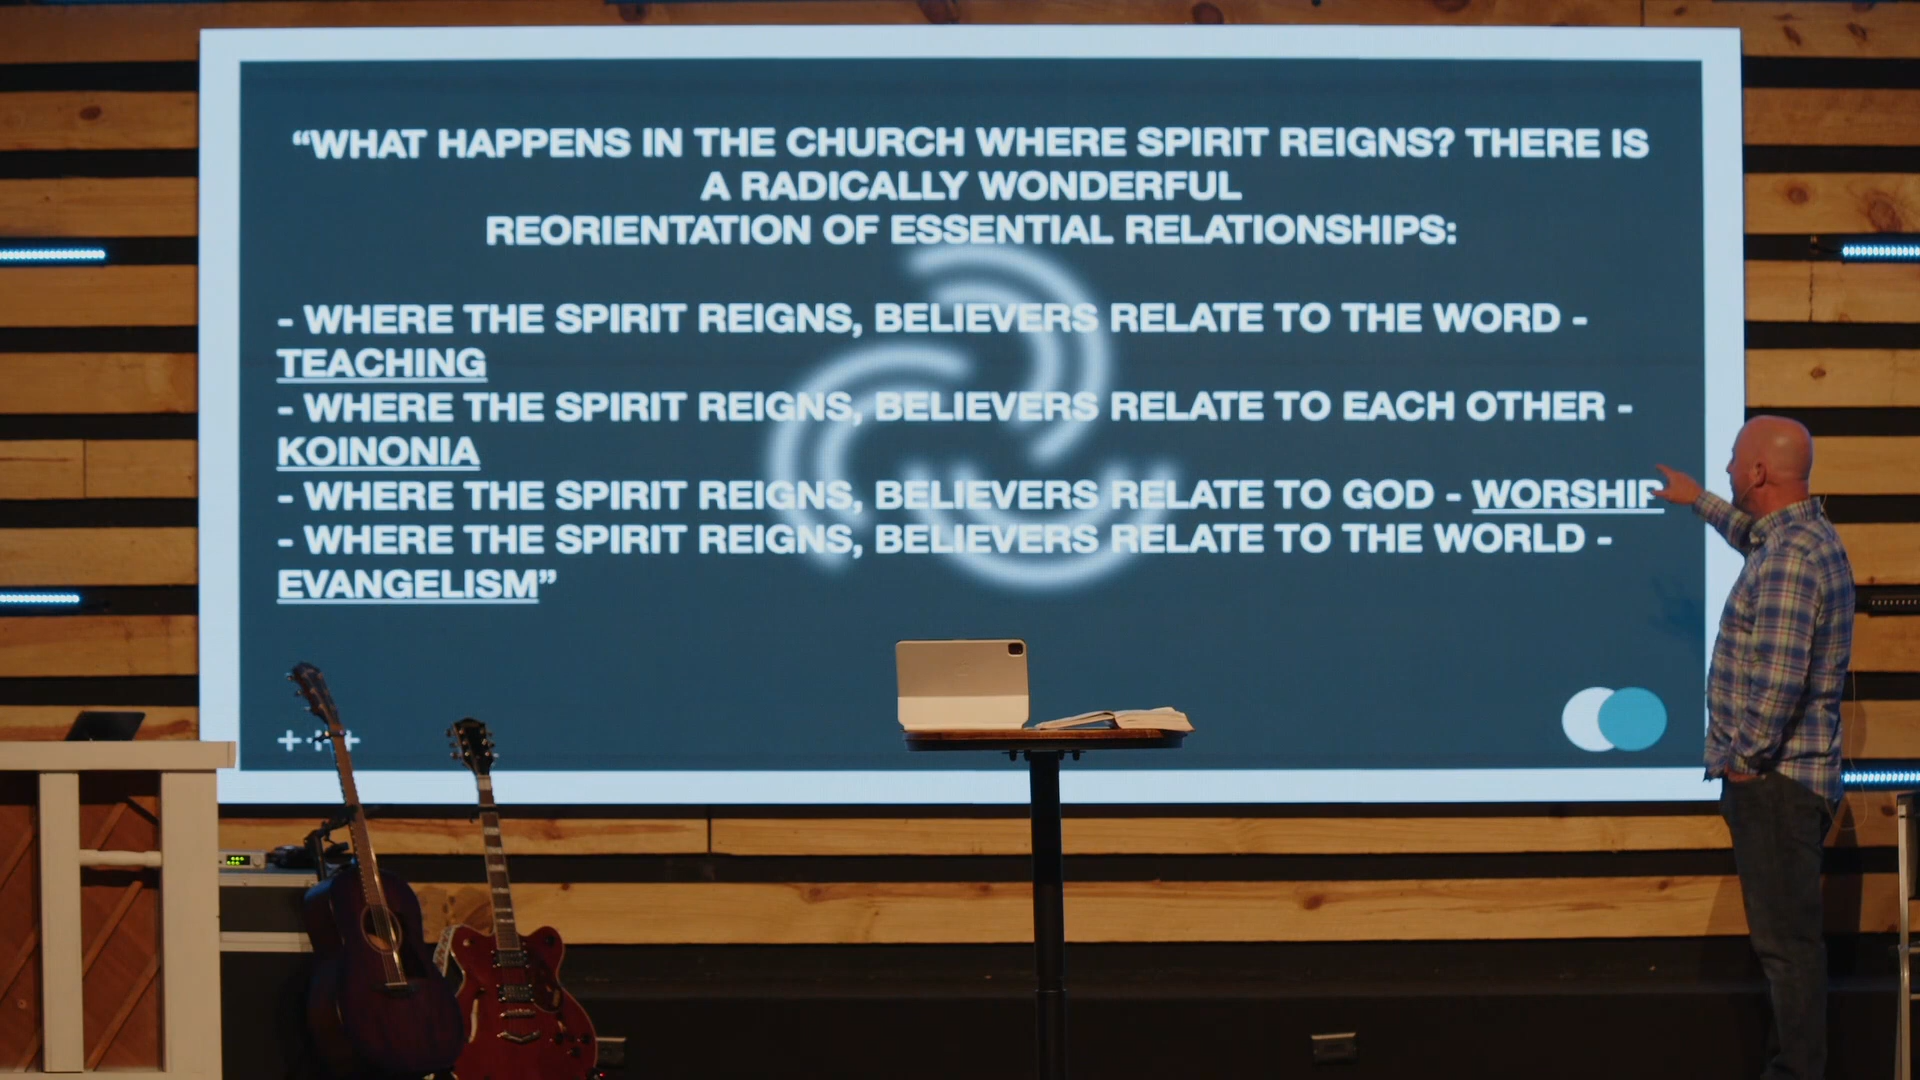 “WHAT HAPPENS IN THE CHURCH WHERE SPIRIT REIGNS? THERE IS
A RADICALLY WONDERFUL
REORIENTATION OF ESSENTIAL RELATIONSHIPS:
- WHERE THE SPIRIT REIGNS, BELIEVERS RELATE TO THE WORD -
TEACHING
- WHERE THE SPIRIT REIGNS, BELIEVERS RELATE TO EACH OTHER -
KOINONIA
- WHERE THE SPIRIT REIGNS, BELIEVERS RELATE TO GOD - WORSHIP
- WHERE THE SPIRIT REIGNS, BELIEVERS RELATE TO THE WORLD -
EVANGELISM”